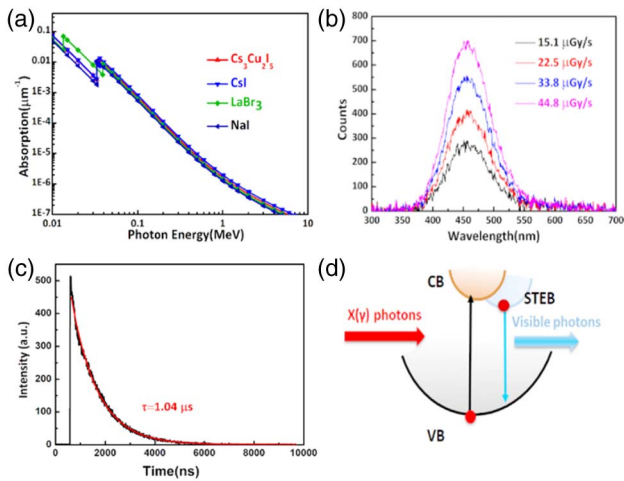 (a)
0.1
0.01
1E-3
1E-4
1E-5
1E-6
1E-7
Absorption(μm⁻¹)
Cs₃Cu₂I₅
CsI
LaBr₃
NaI
0.01 0.1 1 10
Photon Energy(MeV)
(b)
800
700
600
500
400
300
200
100
0
Counts
15.1 μGy/s
22.5 μGy/s
33.8 μGy/s
44.8 μGy/s
300 350 400 450 500 550 600 650 700
Wavelength(nm)
(c)
500
400
300
200
100
0
Intensity (a.u.)
τ=1.04 μs
0 2000 4000 6000 8000 10000
Time(ns)
(d)
CB
STEB
X(γ) photons
Visible photons
VB